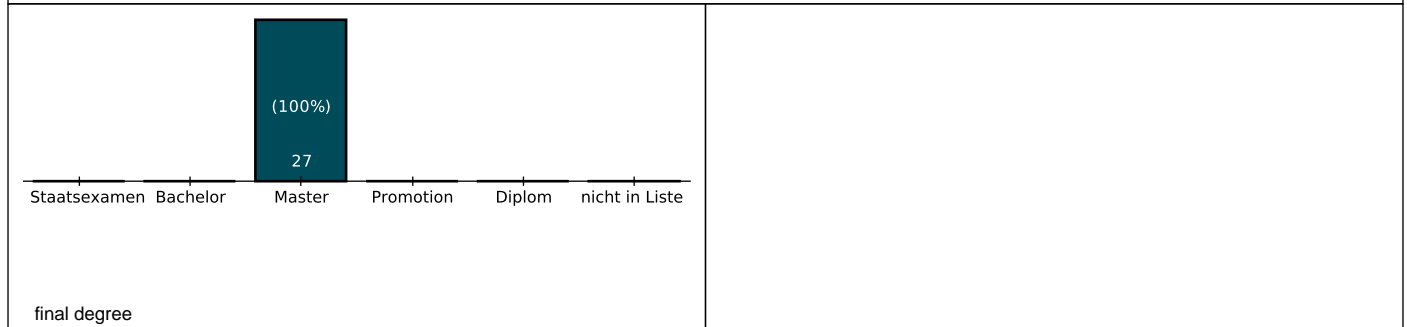 (100%)
27
Staatsexamen Bachelor Master Promotion Diplom nicht in Liste
final degree